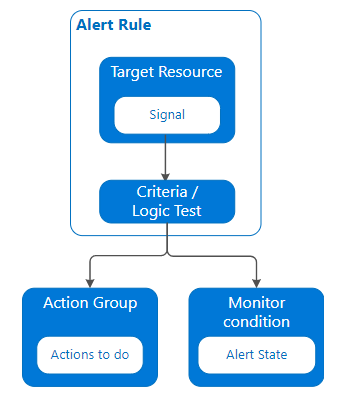 Alert Rule
Target Resource
Signal
Criteria /
Logic Test
Action Group
Actions to do
Monitor
condition
Alert State